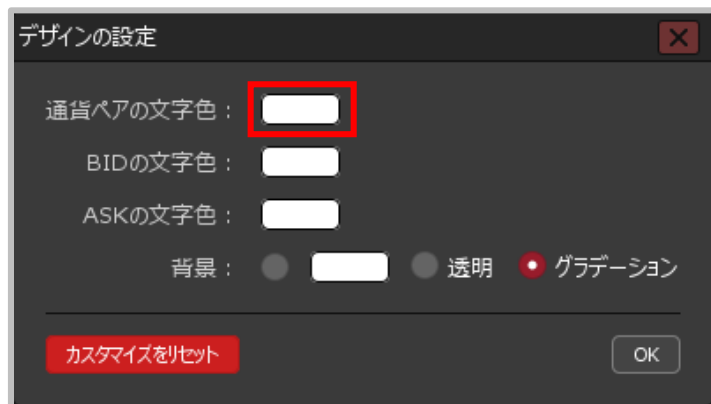 デザインの設定
通貨ペアの文字色：
BIDの文字色：
ASKの文字色：
背景： 透明 グラデーション
カスタマイズをリセット OK